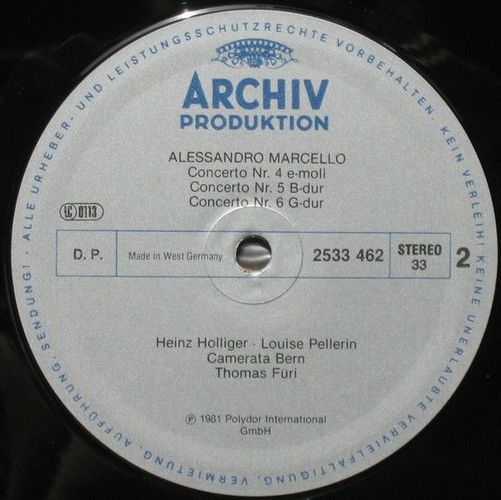 ALLE URHEBER- UND LEISTUNGSSCHUTZRECHTE VORBEHALTEN. KEIN VERLEIH! KEINE UNERLAUBTE VERVIELFÄLTIGUNG, VERMIETUNG, AUFFÜHRUNG, SENDUNG!
ARCHIV
PRODUKTION
ALESSANDRO MARCELLO
Concerto Nr. 4 e-moll
Concerto Nr. 5 B-dur
Concerto Nr. 6 G-dur
LC 0113
D. P. Made in West Germany 2533 462 STEREO 33 2
Heinz Holliger · Louise Pellerin
Camerata Bern
Thomas Füri
℗ 1981 Polydor International
GmbH